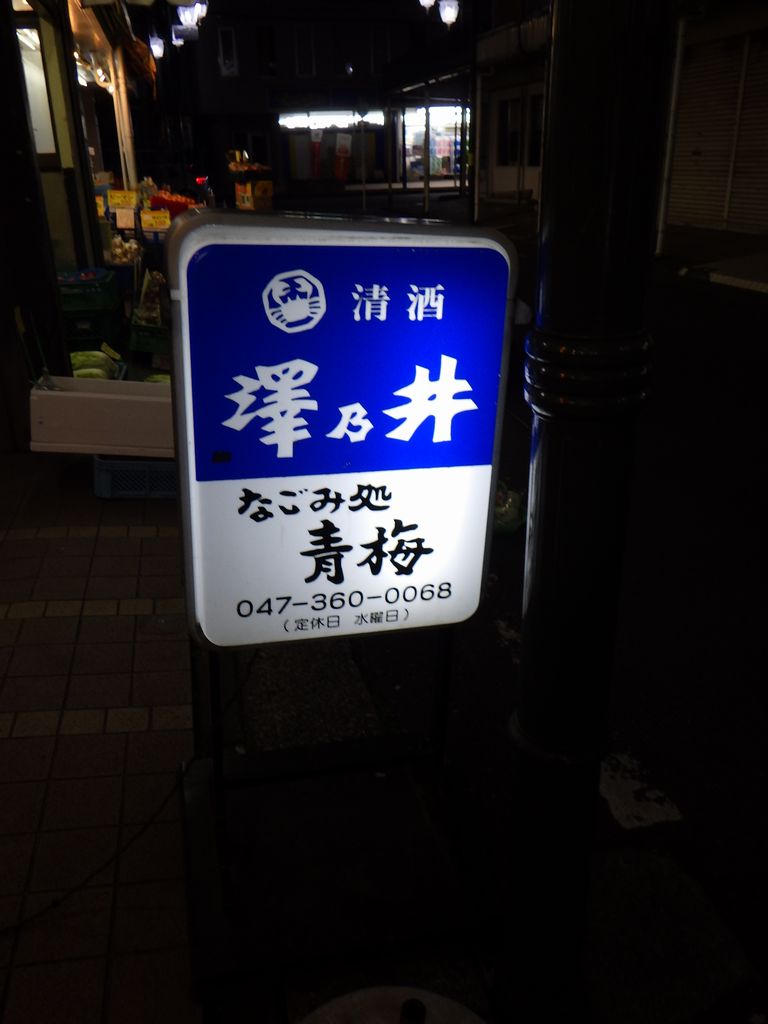 清酒
澤乃井
なごみ処
青梅
047-360-0068
(定休日 水曜日)